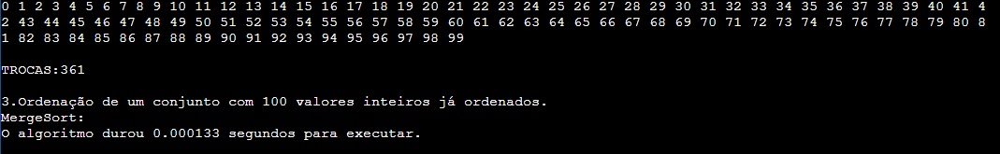 0 1 2 3 4 5 6 7 8 9 10 11 12 13 14 15 16 17 18 19 20 21 22 23 24 25 26 27 28 29 30 31 32 33 34 35 36 37 38 39 40 41 4
2 43 44 45 46 47 48 49 50 51 52 53 54 55 56 57 58 59 60 61 62 63 64 65 66 67 68 69 70 71 72 73 74 75 76 77 78 79 80 8
1 82 83 84 85 86 87 88 89 90 91 92 93 94 95 96 97 98 99
TROCAS:361
3.Ordenação de um conjunto com 100 valores inteiros já ordenados.
MergeSort:
O algoritmo durou 0.000133 segundos para executar.